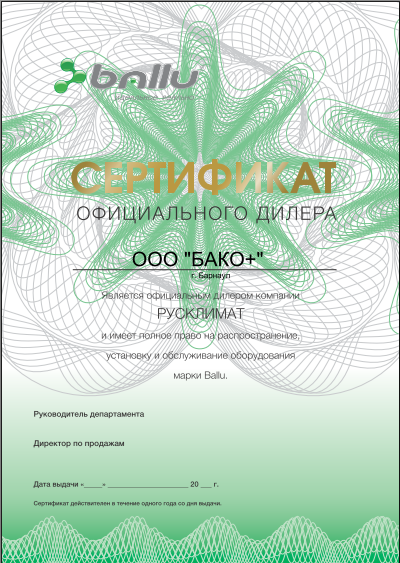 ballu
СЕРТИФИКАТ
ОФИЦИАЛЬНОГО ДИЛЕРА
ООО "БАКО+"
г. Барнаул
Является официальным дилером компании
РУСКЛИМАТ
и имеет полное право на распространение,
установку и обслуживание оборудования
марки Ballu.
Руководитель департамента
Директор по продажам
Дата выдачи «_____» ____________________ 20 ___ г.
Сертификат действителен в течение одного года со дня выдачи.